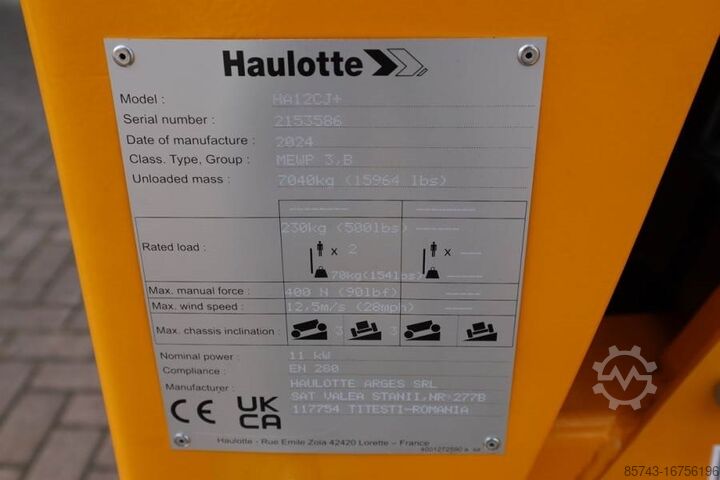 Haulotte
Model : HA12CJ+
Serial number : 2153586
Date of manufacture : 2024
Class. Type, Group : MEWP 3,B
Unloaded mass : 7040kg (15964 lbs)
-------- --------
230kg (580lbs) -----
Rated load : x 2 x ----
70kg(154lbs) -----
Max. manual force : 400 N (90lbf) -----
Max. wind speed : 12,5m/s (28mph) -----
Max. chassis inclination : 3 3
Nominal power : 11 kW
Compliance : EN 280
Manufacturer : HAULOTTE ARGES SRL
SAT VALEA STANII,NR 277B
117754 TITESTI-ROMANIA
CE UK
CA
Haulotte - Rue Emile Zola 42420 Lorette – France
85743-16756196